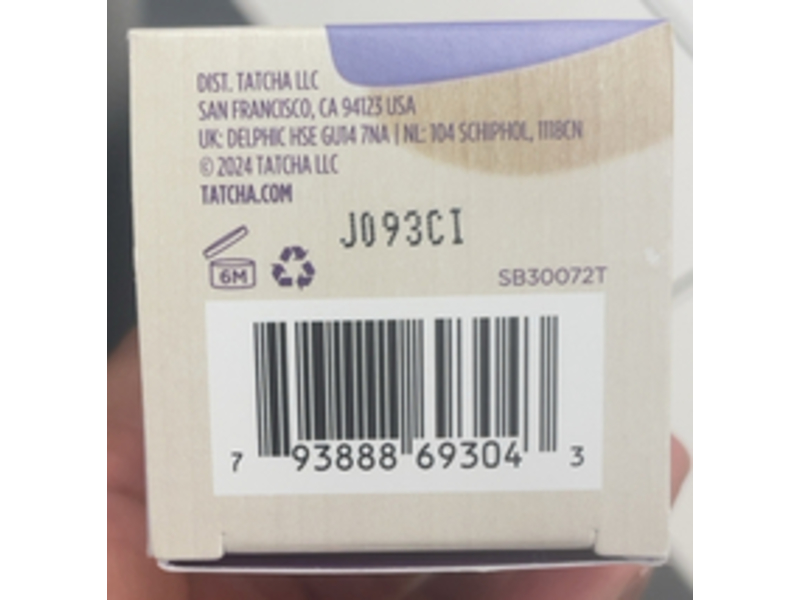 DIST. TATCHA LLC
SAN FRANCISCO, CA 94123 USA
UK: DELPHIC HSE GU14 7NA | NL: 104 SCHIPHOL, 1118CN
© 2024 TATCHA LLC
TATCHA.COM
J093CI
6M
SB30072T
7 93888 69304 3